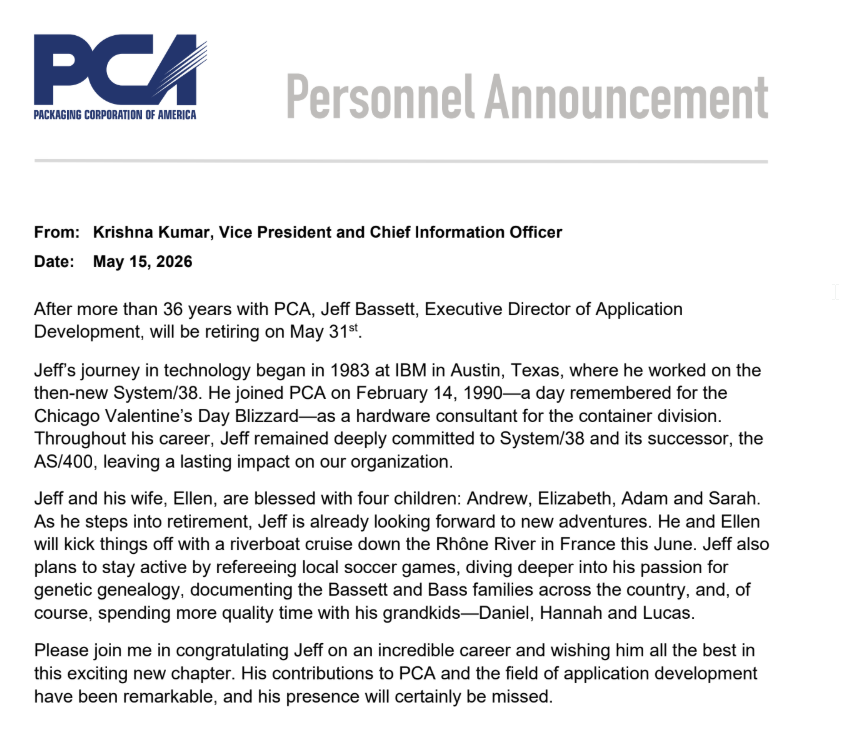 PCA
PACKAGING CORPORATION OF AMERICA
Personnel Announcement
From: Krishna Kumar, Vice President and Chief Information Officer
Date: May 15, 2026
After more than 36 years with PCA, Jeff Bassett, Executive Director of Application
Development, will be retiring on May 31st.
Jeff’s journey in technology began in 1983 at IBM in Austin, Texas, where he worked on the
then-new System/38. He joined PCA on February 14, 1990—a day remembered for the
Chicago Valentine’s Day Blizzard—as a hardware consultant for the container division.
Throughout his career, Jeff remained deeply committed to System/38 and its successor, the
AS/400, leaving a lasting impact on our organization.
Jeff and his wife, Ellen, are blessed with four children: Andrew, Elizabeth, Adam and Sarah.
As he steps into retirement, Jeff is already looking forward to new adventures. He and Ellen
will kick things off with a riverboat cruise down the Rhône River in France this June. Jeff also
plans to stay active by refereeing local soccer games, diving deeper into his passion for
genetic genealogy, documenting the Bassett and Bass families across the country, and, of
course, spending more quality time with his grandkids—Daniel, Hannah and Lucas.
Please join me in congratulating Jeff on an incredible career and wishing him all the best in
this exciting new chapter. His contributions to PCA and the field of application development
have been remarkable, and his presence will certainly be missed.